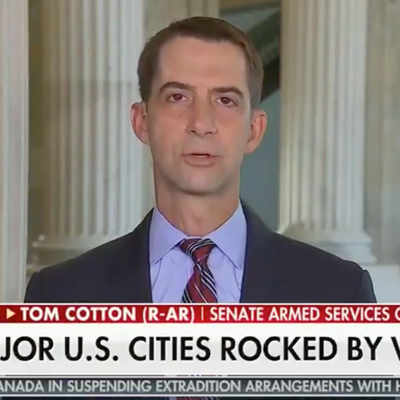 TOM COTTON (R-AR) | SENATE ARMED SERVICES
JOR U.S. CITIES ROCKED BY
ANADA IN SUSPENDING EXTRADITION ARRANGEMENTS WITH